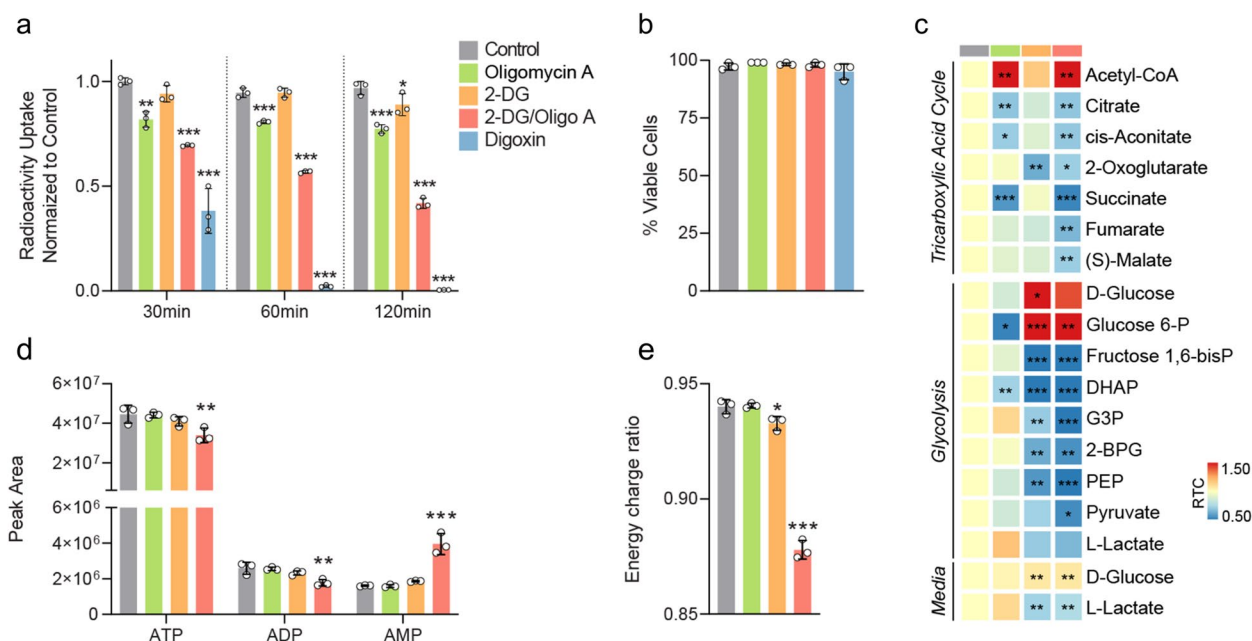 a
Radioactivity Uptake
Normaized to Control
1.0
0.5
0.0
** *** ***
*** *** ***
*** * *** ***
30min 60min 120min
Control
Oligomycin A
2-DG
2-DG/Oligo A
Digoxin
b
% Viable Cells
100
75
50
25
0
c
Tricarboxylic Acid Cycle
** ** Acetyl-CoA
** ** Citrate
* ** cis-Aconitate
** * 2-Oxoglutarate
*** *** Succinate
** Fumarate
** (S)-Malate
Glycolysis
* D-Glucose
* *** ** Glucose 6-P
*** *** Fructose 1,6-bisP
** *** *** DHAP
** *** G3P
** ** 2-BPG
** *** PEP
* Pyruvate
L-Lactate
Media
** ** D-Glucose
** ** L-Lactate
RTC
1.50
0.50
d
Peak Area
6×10⁷
4×10⁷
2×10⁷
6×10⁶
4×10⁶
2×10⁶
0
** ** ***
ATP ADP AMP
e
Energy charge ratio
0.95
0.90
0.85
* ***